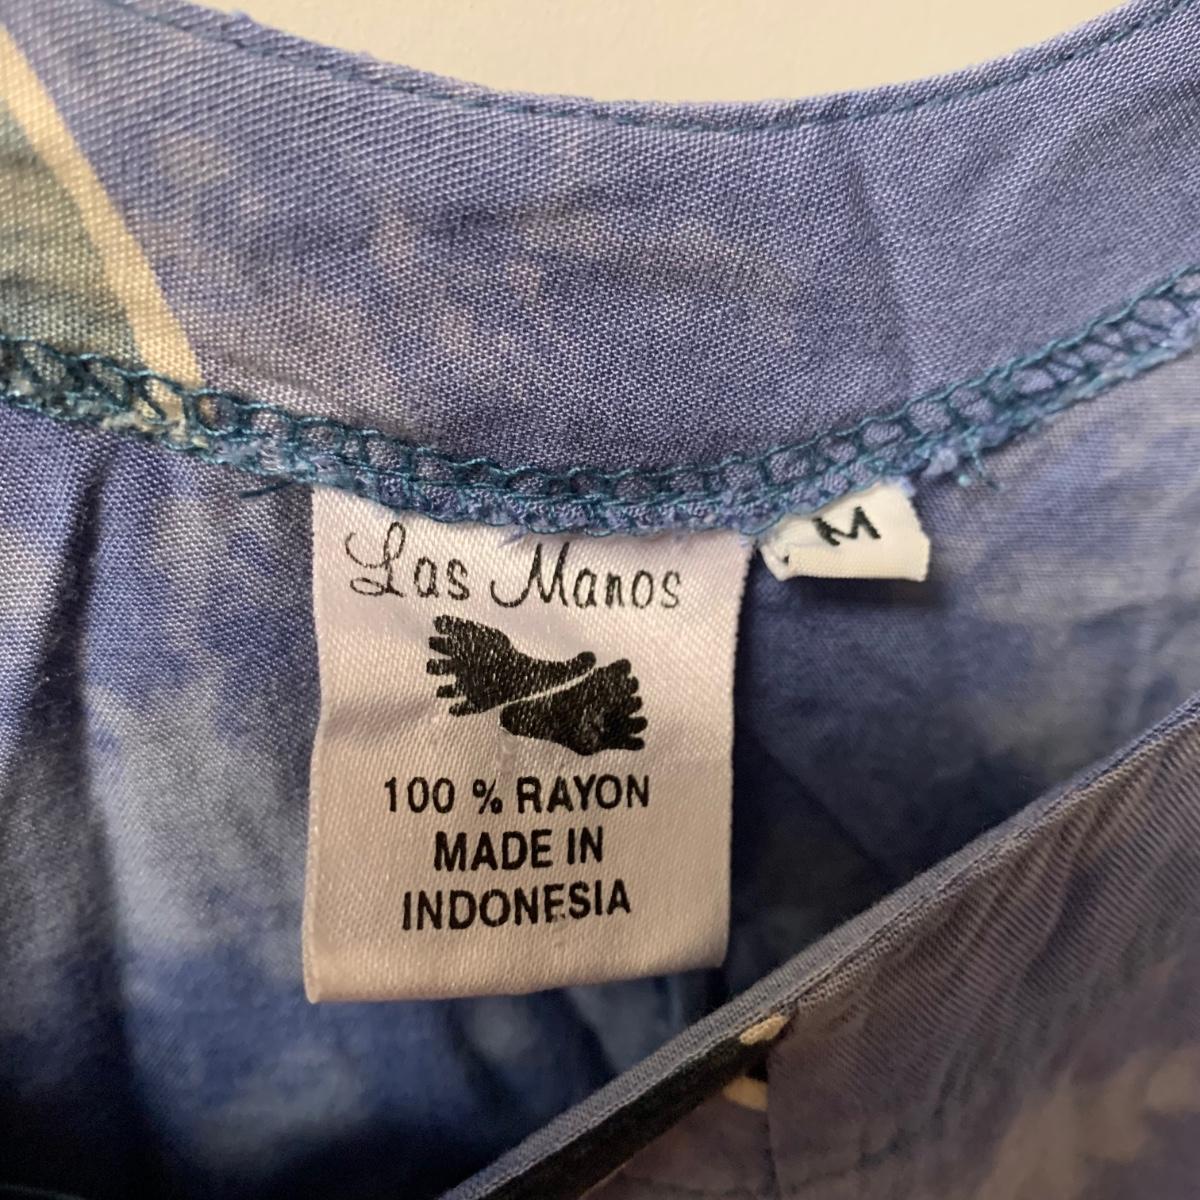 Las Manos
100 % RAYON
MADE IN
INDONESIA
M